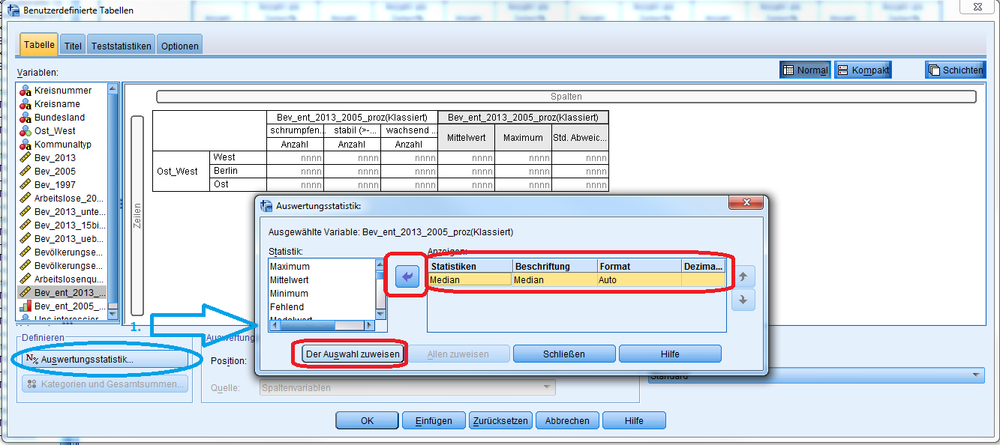 Benutzerdefinierte Tabellen
Tabelle Titel Teststatistiken Optionen
Variablen:
Normal Kompakt Schichten
Kreisnummer
Kreisname
Bundesland
Ost_West
Kommunaltyp
Bev_2013
Bev_2005
Bev_1997
Arbeitslose_20...
Bev_2013_unte...
Bev_2013_15bi...
Bev_2013_ueb...
Bevölkerungse...
Bevölkerungse...
Arbeitslosenqu...
Bev_ent_2013_...
Bev_ent_2005_...
Spalten
Zeilen
Bev_ent_2013_2005_proz(Klassiert) Bev_ent_2013_2005_proz(Klassiert)
schrumpfen... stabil (>-... wachsend ... Mittelwert Maximum Std. Abweic...
Anzahl Anzahl Anzahl
Ost_West
West nnnn nnnn nnnn nnnn nnnn nnnn
Berlin nnnn nnnn nnnn nnnn nnnn nnnn
Ost nnnn nnnn nnnn nnnn nnnn nnnn
Auswertungsstatistik:
Ausgewählte Variable: Bev_ent_2013_2005_proz(Klassiert)
Statistik:
Maximum
Mittelwert
Minimum
Fehlend
Modalwert
Anzeigen:
Statistiken Beschriftung Format Dezima...
Median Median Auto
Der Auswahl zuweisen Allen zuweisen Schließen Hilfe
1.
Definieren
N% Auswertungsstatistik...
Kategorien und Gesamtsummen...
Auswertung
Position:
Quelle: Spaltenvariablen
Standard
OK Einfügen Zurücksetzen Abbrechen Hilfe